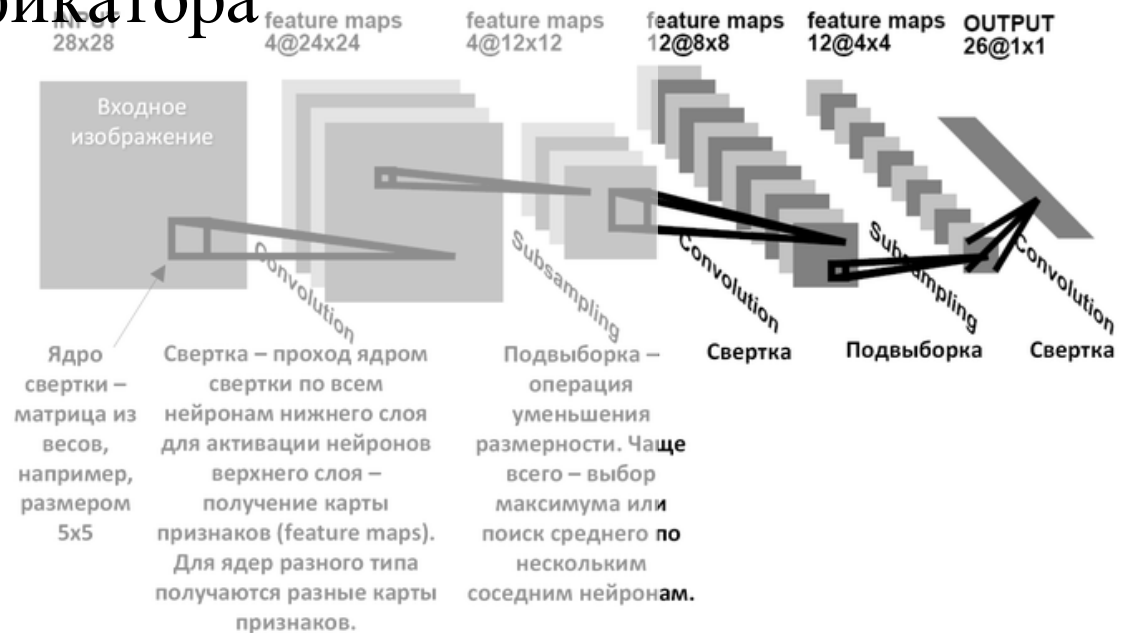 INPUT
28x28
feature maps
4@24x24
feature maps
4@12x12
feature maps
12@8x8
feature maps
12@4x4
OUTPUT
26@1x1
Входное
изображение
Convolution
Subsampling
Convolution
Subsampling
Convolution
Ядро
свертки –
матрица из
весов,
например,
размером
5x5
Свертка – проход ядром
свертки по всем
нейронам нижнего слоя
для активации нейронов
верхнего слоя –
получение карты
признаков (feature maps).
Для ядер разного типа
получаются разные карты
признаков.
Подвыборка –
операция
уменьшения
размерности. Чаще
всего – выбор
максимума или
поиск среднего по
нескольким
соседним нейронам.
Свертка
Подвыборка
Свертка